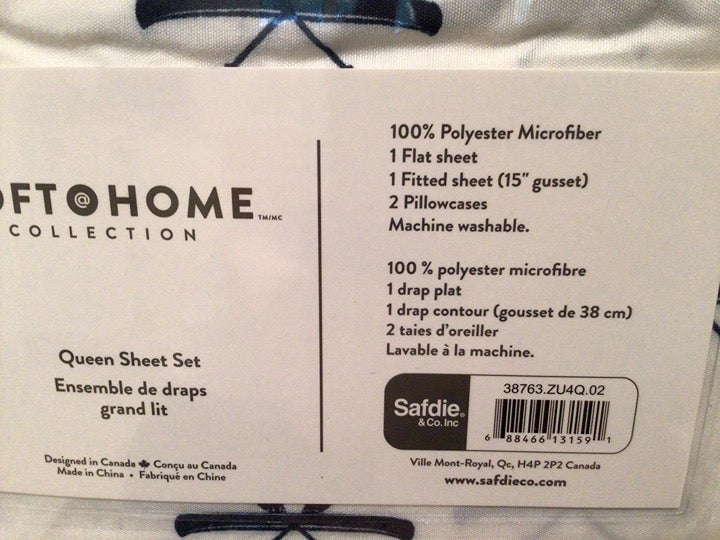 OFT@HOME TM/MC
COLLECTION
Queen Sheet Set
Ensemble de draps
grand lit
Designed in Canada Conçu au Canada
Made in China • Fabriqué en Chine
100% Polyester Microfiber
1 Flat sheet
1 Fitted sheet (15" gusset)
2 Pillowcases
Machine washable.
100 % polyester microfibre
1 drap plat
1 drap contour (gousset de 38 cm)
2 taies d'oreiller
Lavable à la machine.
Safdie®
& Co. Inc
38763.ZU4Q.02
6 88466 13159 1
Ville Mont-Royal, Qc, H4P 2P2 Canada
www.safdieco.com